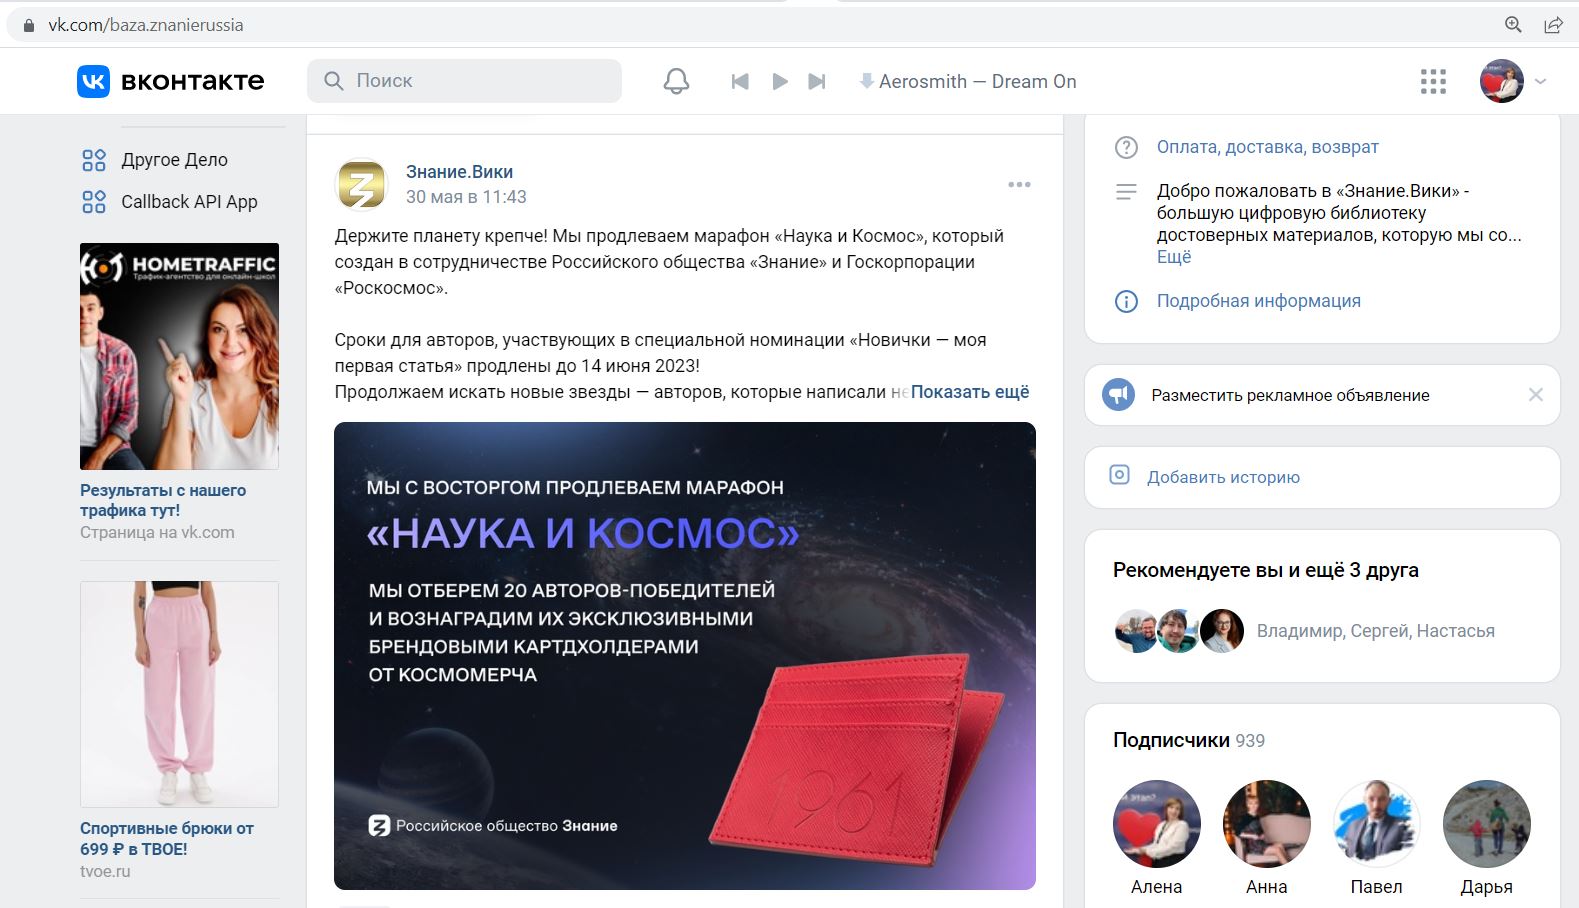 vk.com/baza.znanierussia
вконтакте
Поиск
Aerosmith — Dream On
Другое Дело
Callback API App
HOMETRAFFIC
Трафик-агентство для онлайн-школ
Результаты с нашего
трафика тут!
Страница на vk.com
Спортивные брюки от
699 ₽ в ТВОЕ!
tvoe.ru
Знание.Вики
30 мая в 11:43
Держите планету крепче! Мы продлеваем марафон «Наука и Космос», который
создан в сотрудничестве Российского общества «Знание» и Госкорпорации
«Роскосмос».
Сроки для авторов, участвующих в специальной номинации «Новички — моя
первая статья» продлены до 14 июня 2023!
Продолжаем искать новые звезды — авторов, которые написали не Показать ещё
МЫ С ВОСТОРГОМ ПРОДЛЕВАЕМ МАРАФОН
«НАУКА И КОСМОС»
МЫ ОТБЕРЕМ 20 АВТОРОВ-ПОБЕДИТЕЛЕЙ
И ВОЗНАГРАДИМ ИХ ЭКСКЛЮЗИВНЫМИ
БРЕНДОВЫМИ КАРТДХОЛДЕРАМИ
ОТ КОСМОМЕРЧА
1961
Российское общество Знание
Оплата, доставка, возврат
Добро пожаловать в «Знание.Вики» -
большую цифровую библиотеку
достоверных материалов, которую мы со...
Ещё
Подробная информация
Разместить рекламное объявление
Добавить историю
Рекомендуете вы и ещё 3 друга
Владимир, Сергей, Настасья
Подписчики 939
и этап?
Алена
Анна
Павел
Дарья